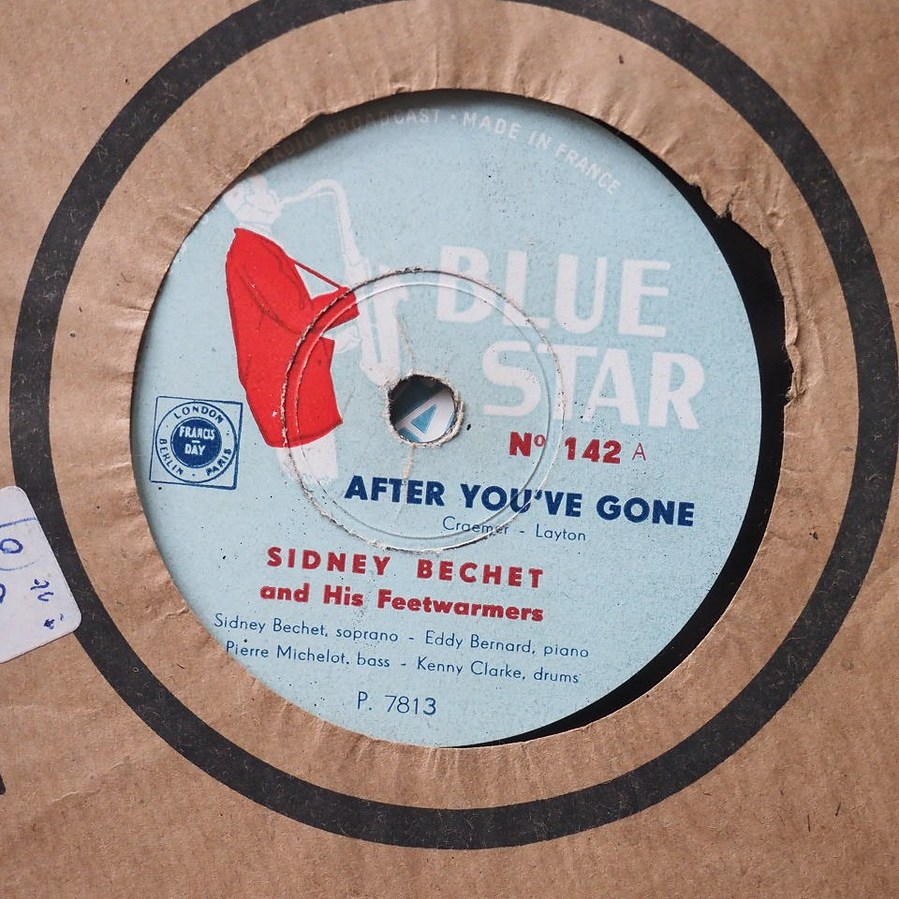 RADIO BROADCAST · MADE IN FRANCE
BLUE
STAR
Nº 142 A
LONDON
FRANCIS
DAY
BERLIN · PARIS
AFTER YOU'VE GONE
Craemer - Layton
SIDNEY BECHET
and His Feetwarmers
Sidney Bechet, soprano - Eddy Bernard, piano
Pierre Michelot. bass - Kenny Clarke, drums
P. 7813